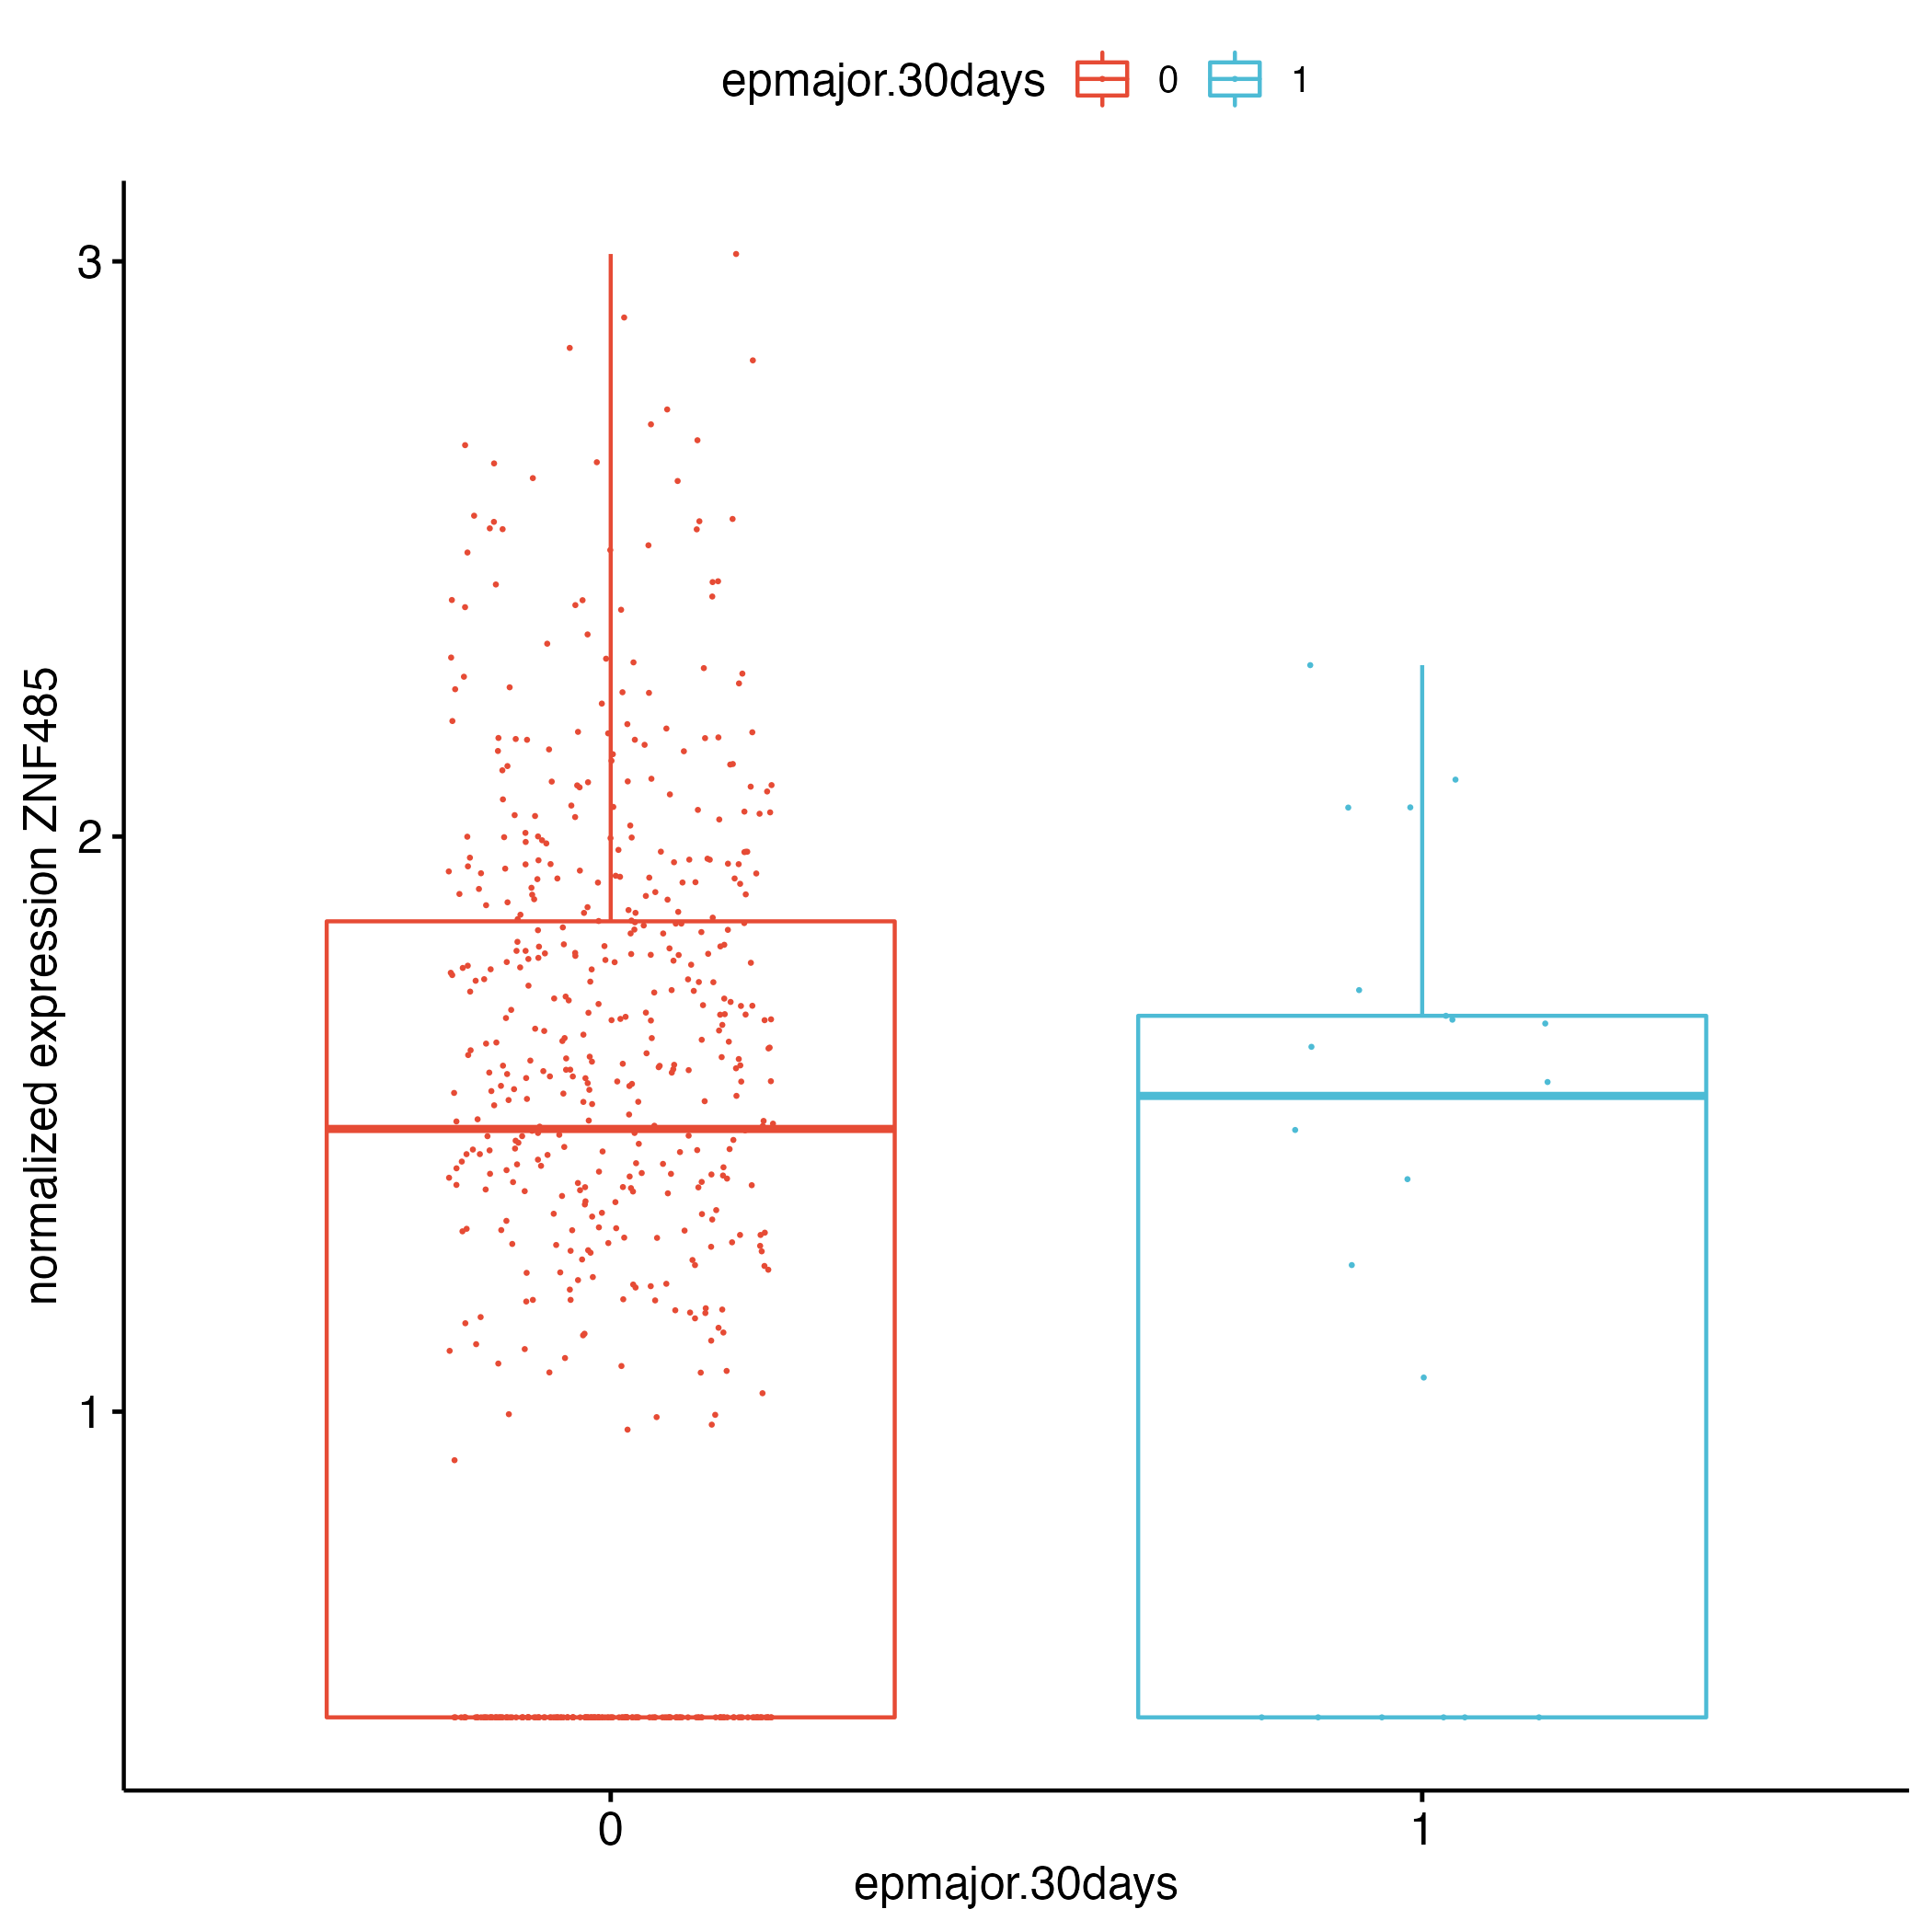 epmajor.30days 0 1
3
2
1
normalized expression ZNF485
0 1
epmajor.30days